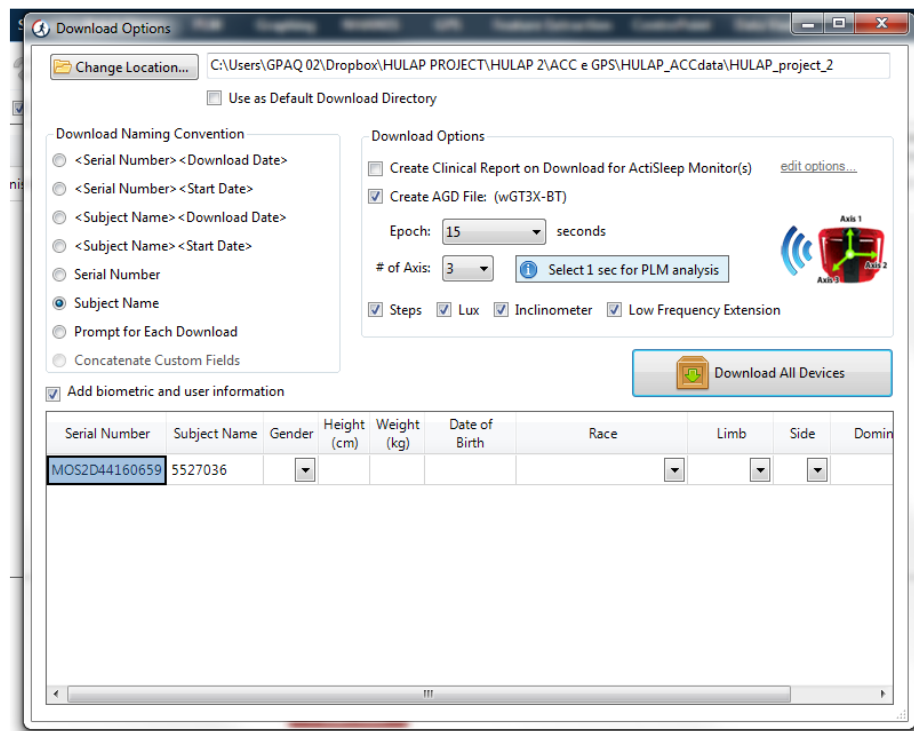 Download Options
Change Location... C:\Users\GPAQ 02\Dropbox\HULAP PROJECT\HULAP 2\ACC e GPS\HULAP_ACCdata\HULAP_project_2
Use as Default Download Directory
Download Naming Convention
<Serial Number><Download Date>
<Serial Number><Start Date>
<Subject Name><Download Date>
<Subject Name><Start Date>
Serial Number
Subject Name
Prompt for Each Download
Concatenate Custom Fields
Download Options
Create Clinical Report on Download for ActiSleep Monitor(s) edit options...
Create AGD File: (wGT3X-BT)
Epoch: 15 seconds
# of Axis: 3 Select 1 sec for PLM analysis
Axis 1
Axis 2
Axis 3
Steps Lux Inclinometer Low Frequency Extension
Download All Devices
Add biometric and user information
Serial Number Subject Name Gender Height (cm) Weight (kg) Date of Birth Race Limb Side Domin
MOS2D44160659 5527036